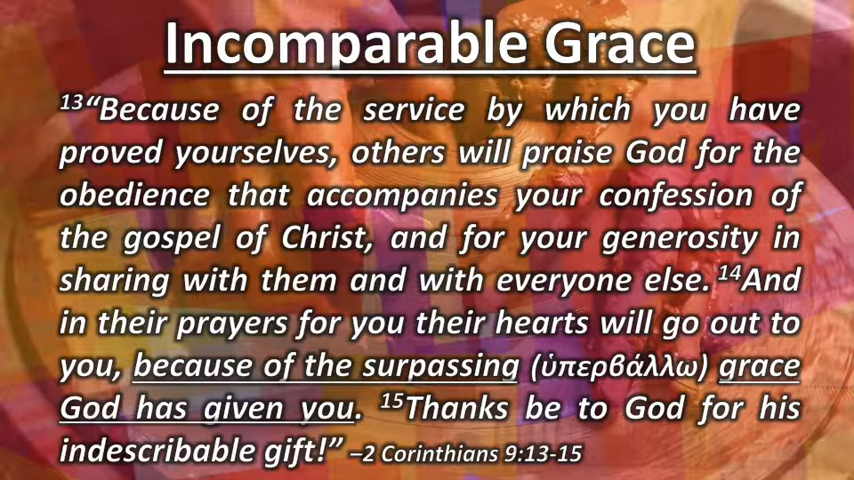 Incomparable Grace
¹³“Because of the service by which you have
proved yourselves, others will praise God for the
obedience that accompanies your confession of
the gospel of Christ, and for your generosity in
sharing with them and with everyone else. ¹⁴And
in their prayers for you their hearts will go out to
you, because of the surpassing (ὑπερβάλλω) grace
God has given you. ¹⁵Thanks be to God for his
indescribable gift!” –2 Corinthians 9:13-15